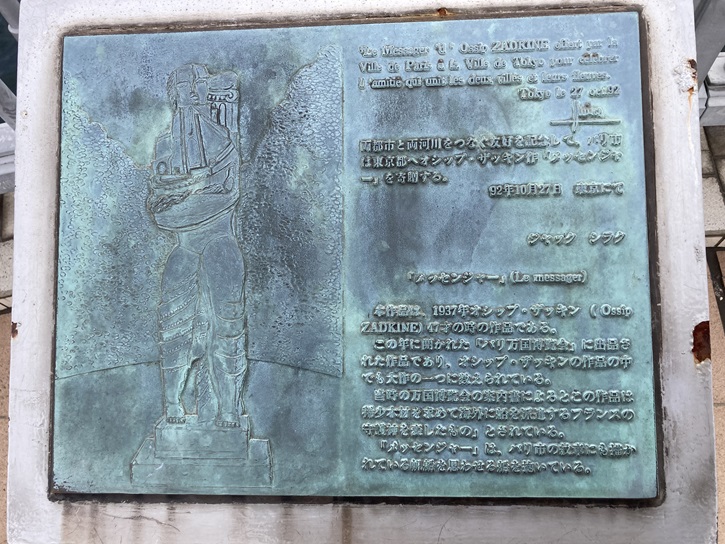 "Le Messager" d' Ossip ZADKINE offert par la
Ville de Paris à la Ville de Tokyo pour célébrer
l'amitié qui unit les deux villes et leurs fleuves.
Tokyo le 27 oct 92
両都市と両河川をつなぐ友好を記念して、パリ市
は東京都へオシップ・ザッキン作「メッセンジャ
ー」を寄贈する。
92年10月27日 東京にて
ジャック シラク
「メッセンジャー」(Le messager)
本作品は、1937年オシップ・ザッキン (Ossip
ZADKINE) 47才の時の作品である。
この年に開かれた「パリ万国博覧会」に出品さ
れた作品であり、オシップ・ザッキンの作品の中
でも大作の一つに数えられている。
当時の万国博覧会の案内書によるとこの作品は
稀少木材を求めて海外に船を派遣するフランスの
守護神を表したもの」とされている。
「メッセンジャー」は、パリ市の紋章にも描か
れている帆船を思わせる船を抱いている。